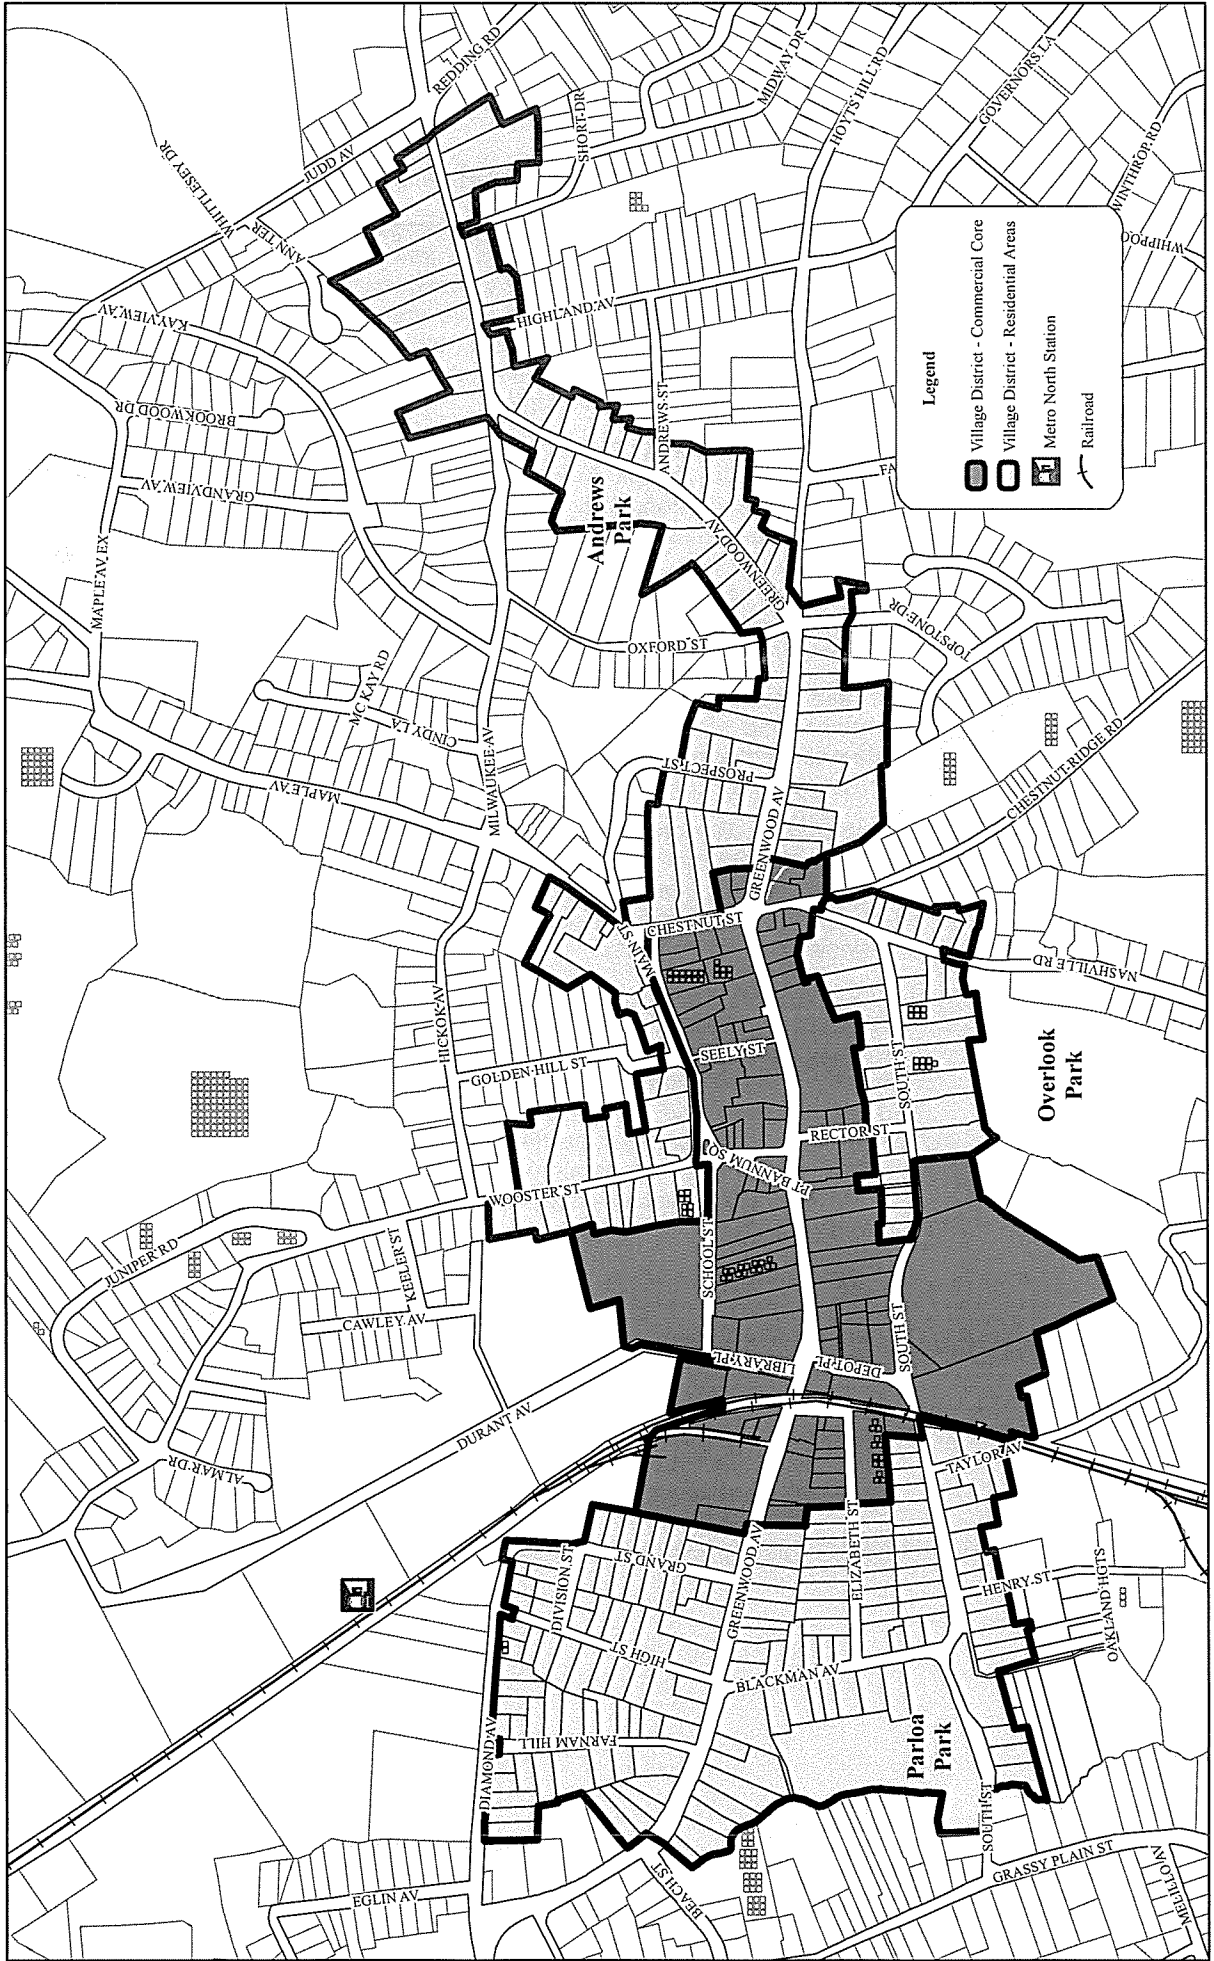 WHITTLESEY DR
JUDD AV
REDDING RD
ANN TER
KAYVIEW AV
BROOKWOOD DR
GRANDVIEW AV
MAPLE AV EX
SHORT DR
MIDWAY DR
HOYTS HILL RD
GOVERNORS LA
WINTHROP RD
WHIPPOO
HIGHLAND AV
ANDREWS ST
FA
Legend
Village District - Commercial Core
Village District - Residential Areas
Metro North Station
Railroad
Andrews
Park
GREENWOOD AV
OXFORD ST
TOPSTONE DR
MC KAY RD
CINDY LA
MAPLE AV
MILWAUKEE AV
PROSPECT ST
GREENWOOD AV
CHESTNUT RIDGE RD
CHESTNUT ST
MAIN ST
HICKOK AV
GOLDEN HILL ST
SEELY ST
NASHVILLE RD
SOUTH ST
Overlook
Park
RECTOR ST
PT BANNUM SQ
WOOSTER ST
SCHOOL ST
JUNIPER RD
KEELER ST
CAWLEY AV
LIBRARY PL
DEPOT PL
SOUTH ST
DURANT AV
ALMAR DR
TAYLOR AV
DIVISION ST
GRAND ST
GREENWOOD AV
ELIZABETH ST
HENRY ST
OAKLAND HGTS
HIGH ST
BLACKMAN AV
FARNAM HILL
DIAMOND AV
Parloa
Park
SOUTH ST
EGLIN AV
BEACH ST
GRASSY PLAIN ST
MELILLO AV